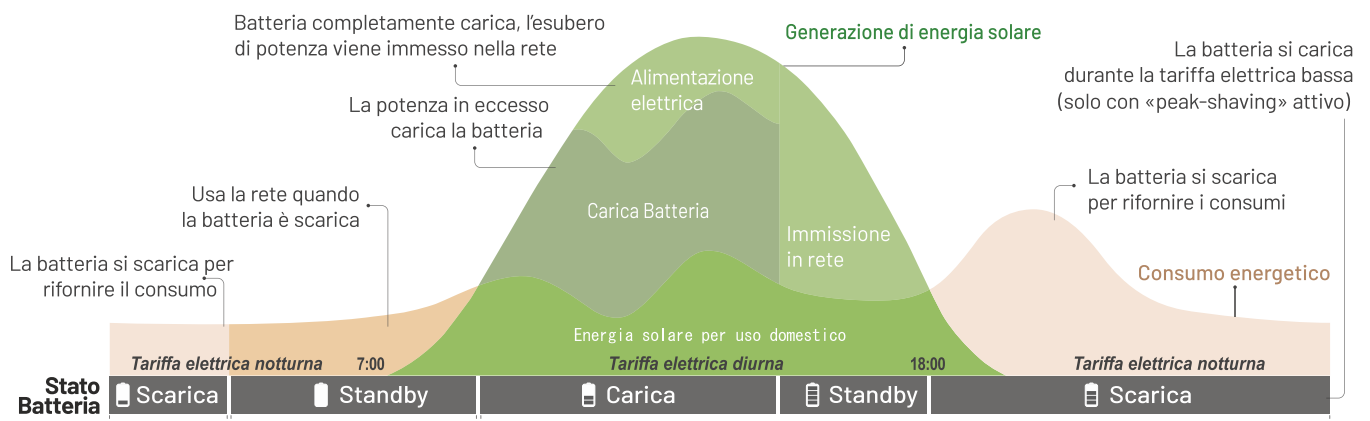 Batteria completamente carica, l'esubero
di potenza viene immesso nella rete
Generazione di energia solare
La batteria si carica
durante la tariffa elettrica bassa
(solo con «peak-shaving» attivo)
Alimentazione
elettrica
La potenza in eccesso
carica la batteria
Usa la rete quando
la batteria è scarica
La batteria si scarica
per rifornire i consumi
Carica Batteria
Immissione
in rete
La batteria si scarica per
rifornire il consumo
Consumo energetico
Energia solare per uso domestico
Tariffa elettrica notturna
7:00
Tariffa elettrica diurna
18:00
Tariffa elettrica notturna
Stato
Batteria
Scarica
Standby
Carica
Standby
Scarica